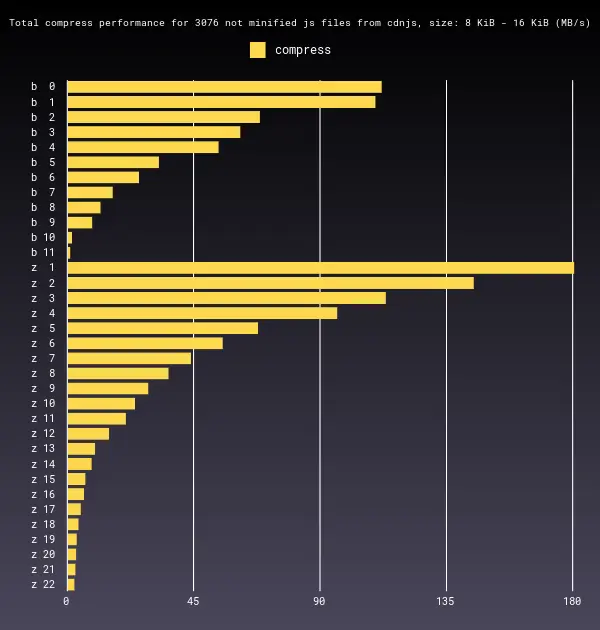 Total compress performance for 3076 not minified js files from cdnjs, size: 8 KiB - 16 KiB (MB/s)
compress
b 0
b 1
b 2
b 3
b 4
b 5
b 6
b 7
b 8
b 9
b 10
b 11
z 1
z 2
z 3
z 4
z 5
z 6
z 7
z 8
z 9
z 10
z 11
z 12
z 13
z 14
z 15
z 16
z 17
z 18
z 19
z 20
z 21
z 22
0 45 90 135 180